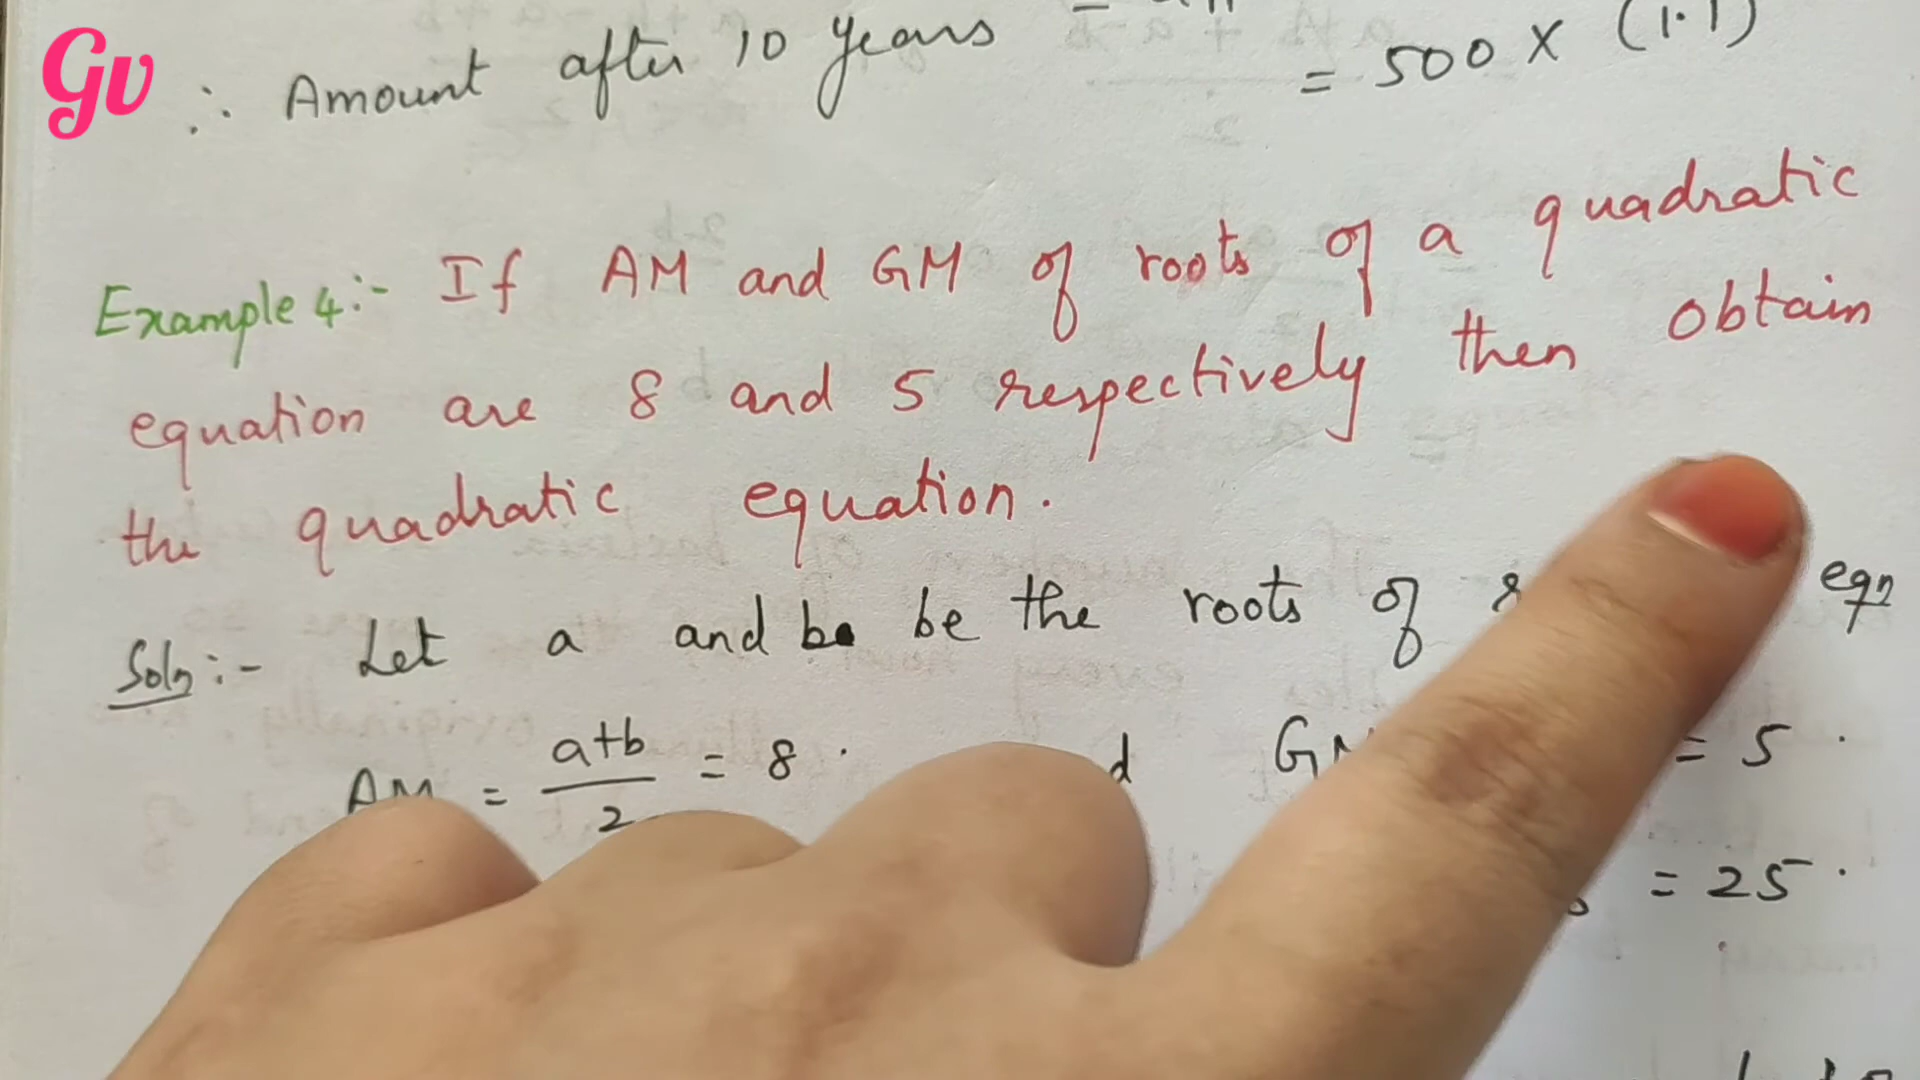 Gv
∴ Amount after 10 years
= 500 × (1.1)
Example 4:- If AM and GM of roots of a quadratic
equation are 8 and 5 respectively then obtain
the quadratic equation.
Soln:- Let a and b be the roots of eqn
AM = a+b/2 = 8 . GM = 5 .
= 25 .